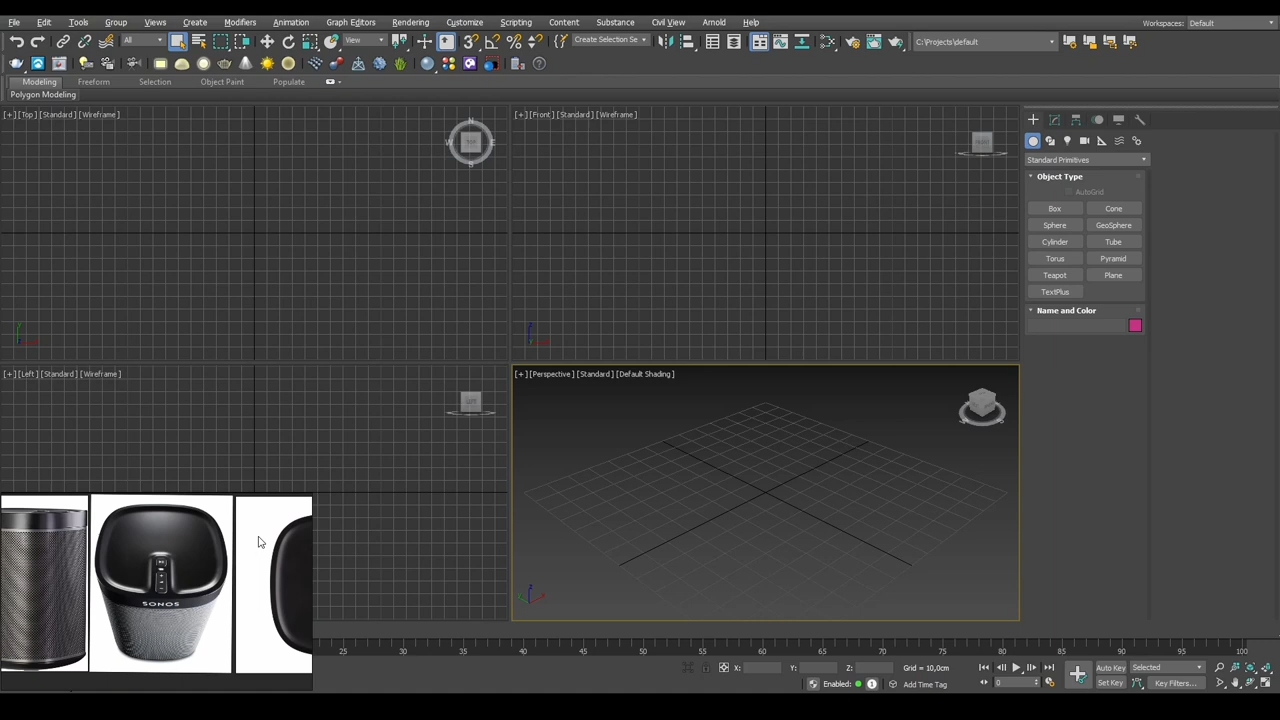 File Edit Tools Group Views Create Modifiers Animation Graph Editors Rendering Customize Scripting Content Substance Civil View Arnold Help
Workspaces: Default
All View Create Selection Se C:\Projects\default
Modeling Freeform Selection Object Paint Populate
Polygon Modeling
[+] [Top] [Standard] [Wireframe]
N
W TOP E
S
[+] [Front] [Standard] [Wireframe]
Standard Primitives
Object Type
AutoGrid
Box Cone
Sphere GeoSphere
Cylinder Tube
Torus Pyramid
Teapot Plane
TextPlus
Name and Color
[+] [Left] [Standard] [Wireframe]
[+] [Perspective] [Standard] [Default Shading]
SONOS
25 30 35 40 45 50 55 60 65 70 75 80 85 90 95 100
X: Y: Z: Grid = 10,0cm Auto Key Selected
Enabled: 1 Add Time Tag 0 Set Key Key Filters...